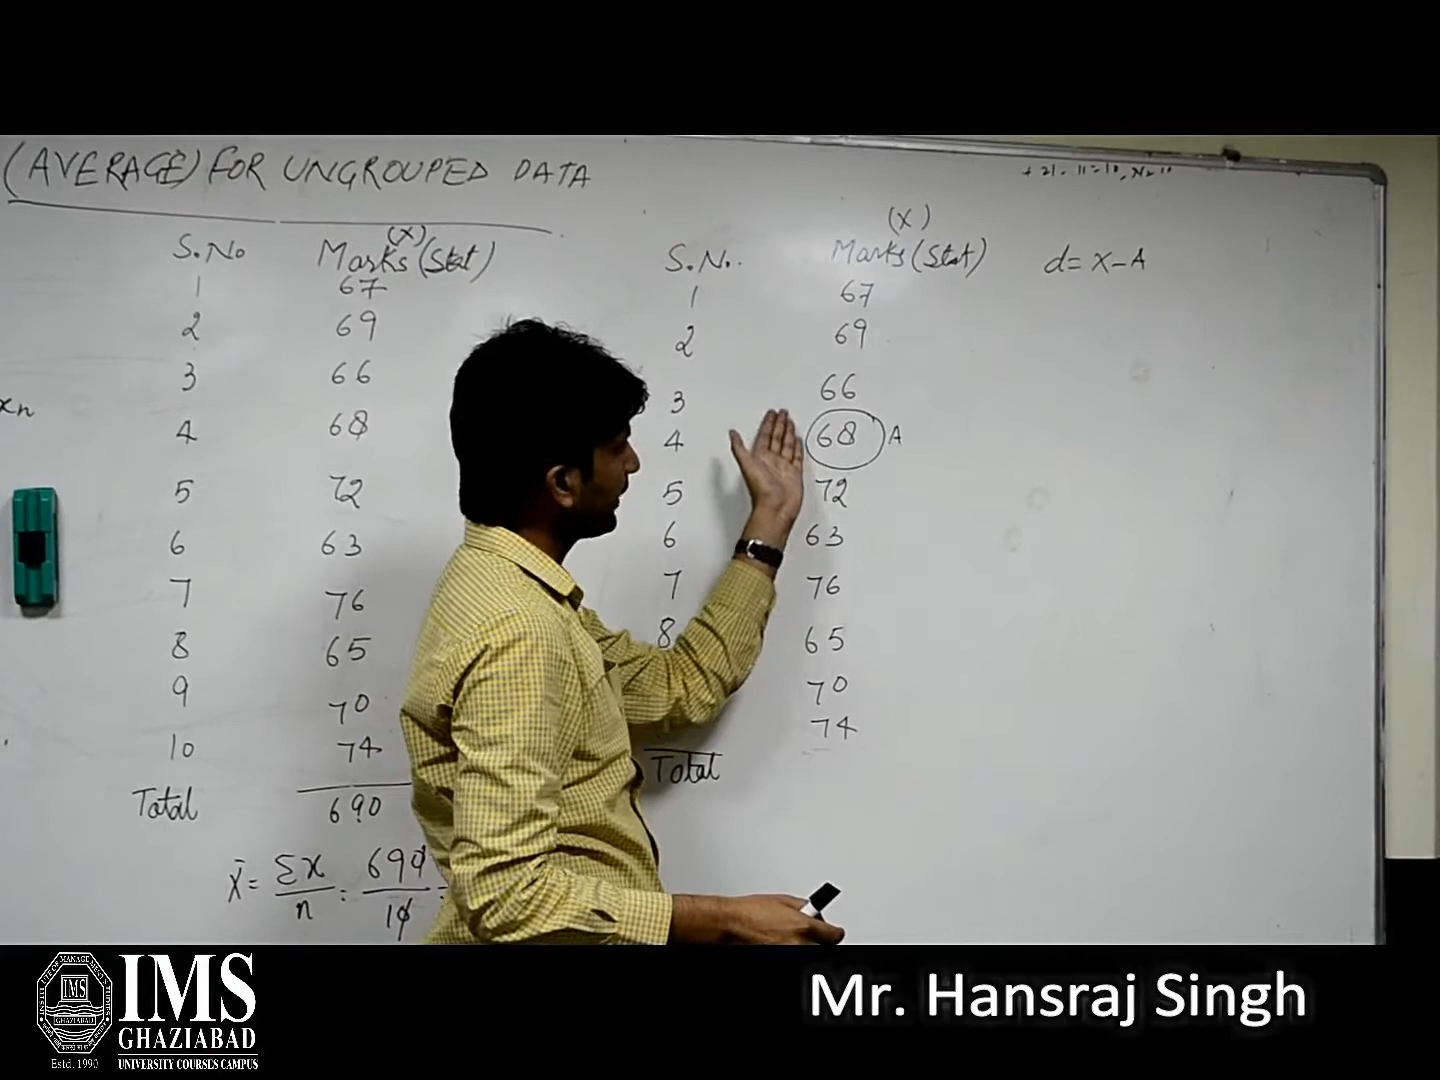 (AVERAGE) FOR UNGROUPED DATA
S.No Marks (Stat) (X)
1 67
2 69
3 66
4 68
5 72
6 63
7 76
8 65
9 70
10 74
Total 690
X̄ = Σx/n = 690/10 =
xn
(X)
S.N. Marks (Stat) d = X - A
1 67
2 69
3 66
4 68 A
5 72
6 63
7 76
8 65
70
74
Total
IMS
GHAZIABAD
UNIVERSITY COURSES CAMPUS
Estd. 1990
Mr. Hansraj Singh